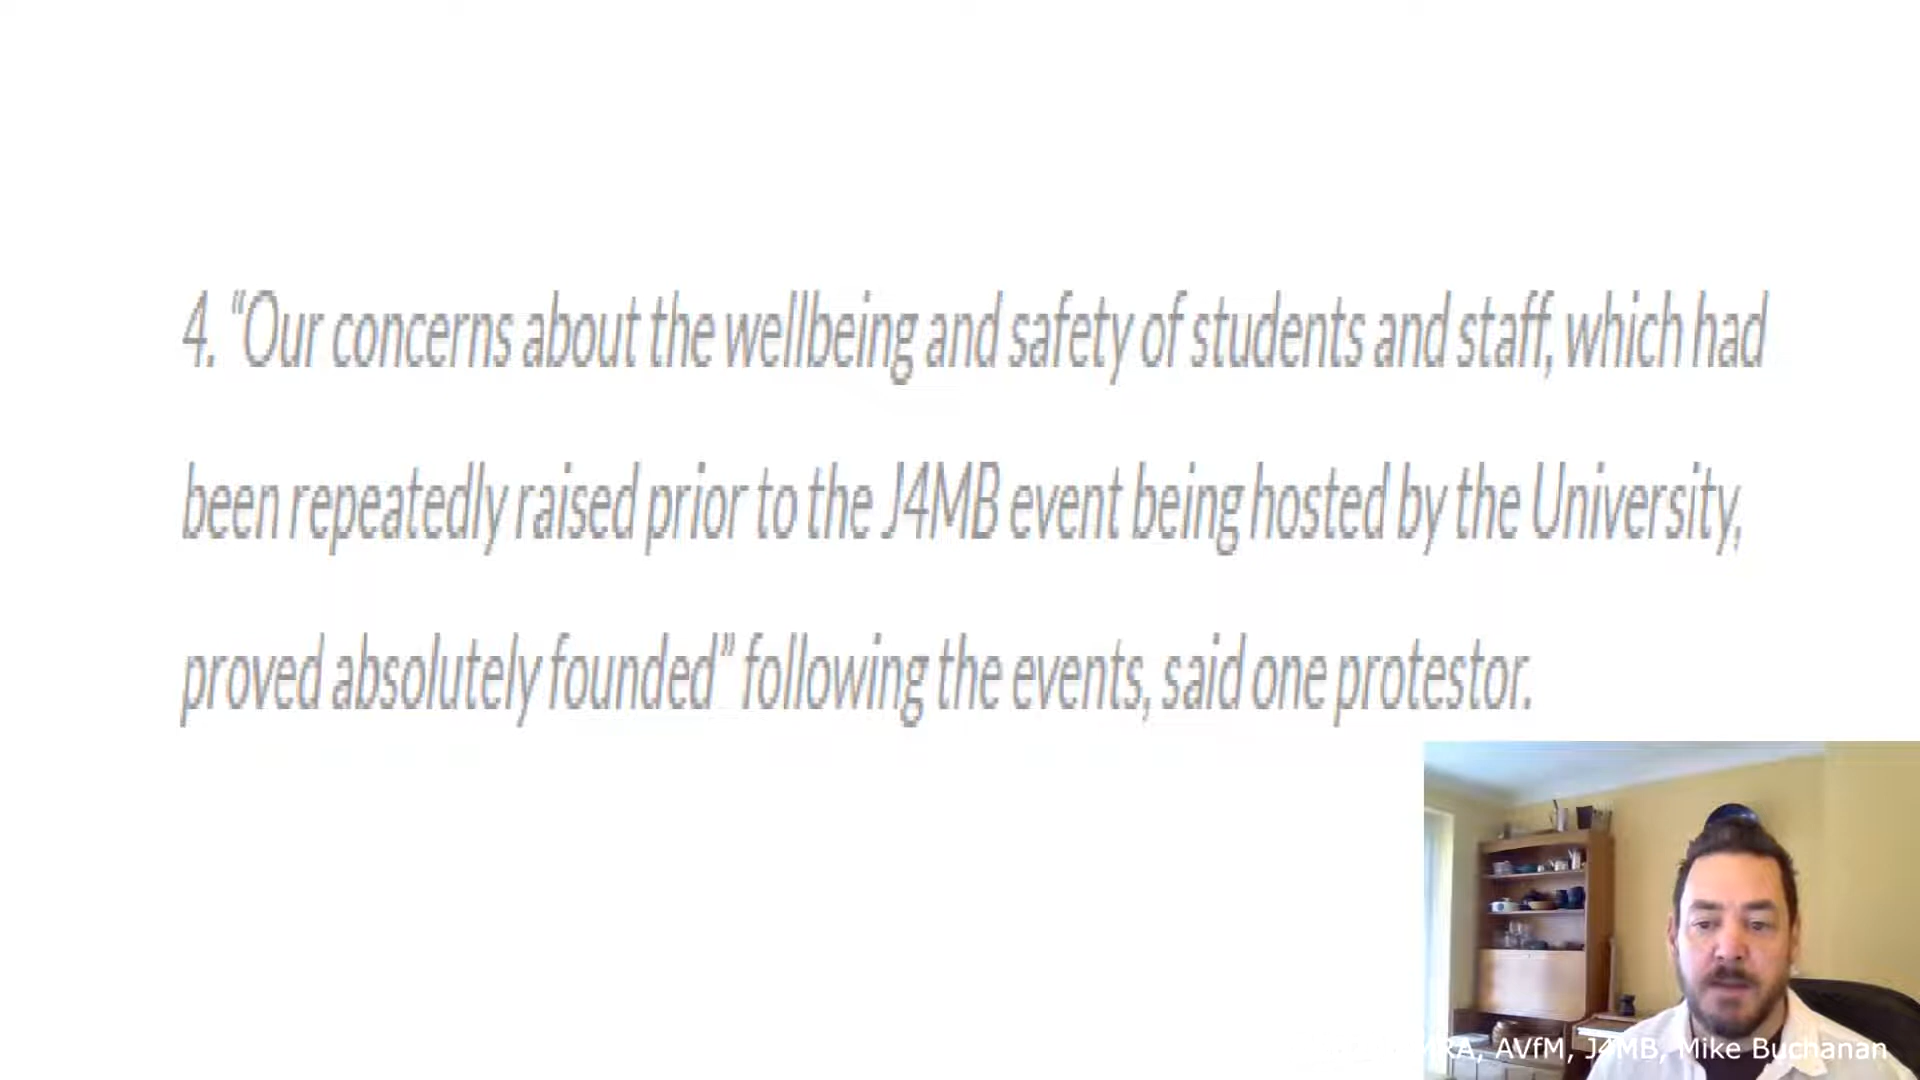 4. “Our concerns about the wellbeing and safety of students and staff, which had
been repeatedly raised prior to the J4MB event being hosted by the University,
proved absolutely founded” following the events, said one protestor.
MRA, AVfM, J4MB, Mike Buchanan